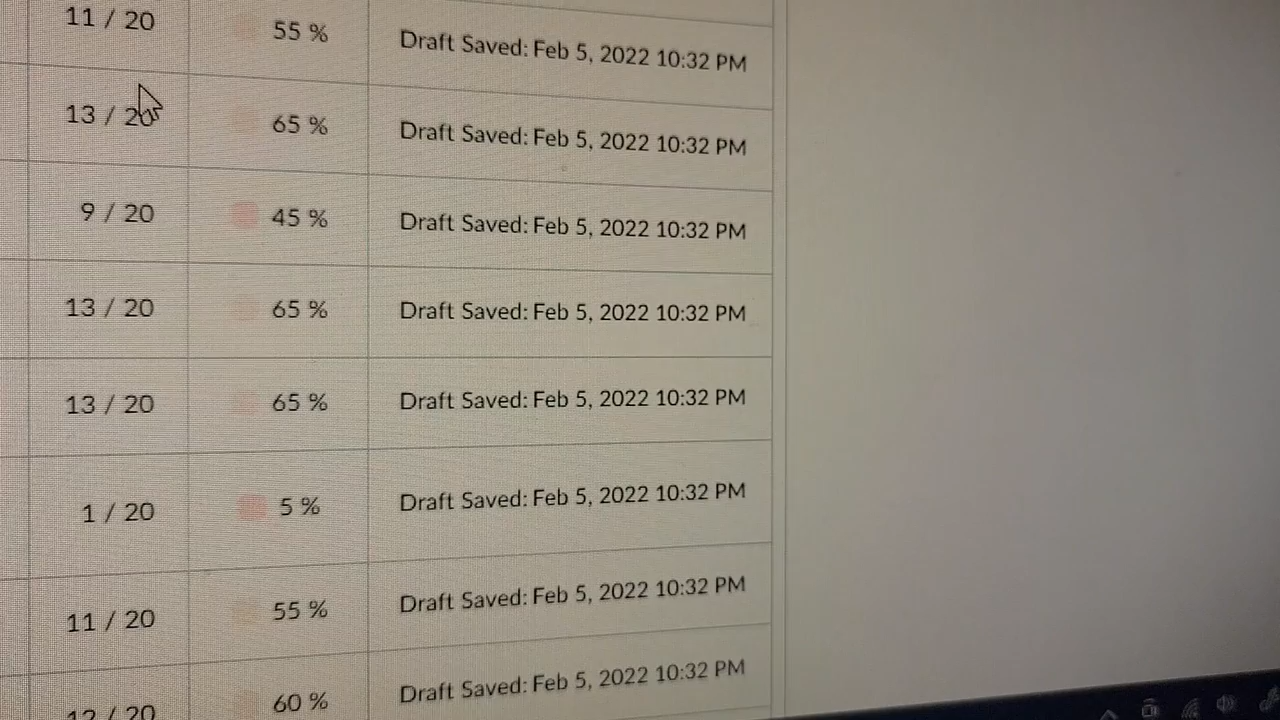 11 / 20 55 % Draft Saved: Feb 5, 2022 10:32 PM
13 / 20 65 % Draft Saved: Feb 5, 2022 10:32 PM
9 / 20 45 % Draft Saved: Feb 5, 2022 10:32 PM
13 / 20 65 % Draft Saved: Feb 5, 2022 10:32 PM
13 / 20 65 % Draft Saved: Feb 5, 2022 10:32 PM
1 / 20 5 % Draft Saved: Feb 5, 2022 10:32 PM
11 / 20 55 % Draft Saved: Feb 5, 2022 10:32 PM
12 / 20 60 % Draft Saved: Feb 5, 2022 10:32 PM